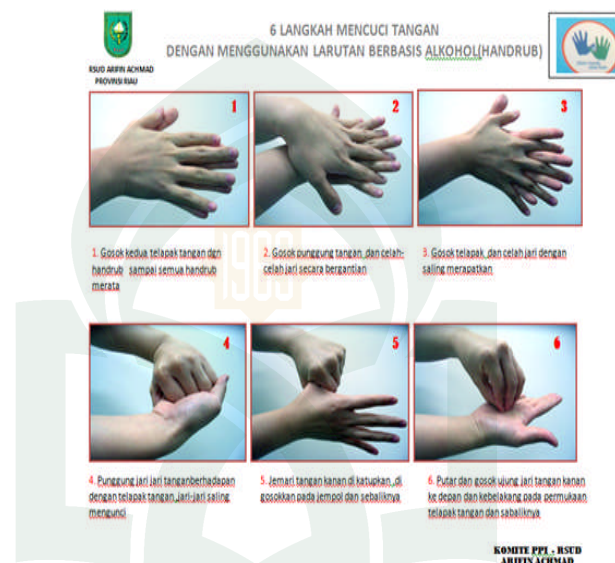 6 LANGKAH MENCUCI TANGAN
DENGAN MENGGUNAKAN LARUTAN BERBASIS ALKOHOL(HANDRUB)
RSUD ARIFIN ACHMAD
PROVINSI RIAU
1
2
3
1. Gosok kedua telapak tangan dgn
handrub sampai semua handrub
merata
2. Gosok punggung tangan dan celah-
celah jari secara bergantian
3. Gosok telapak dan celah jari dengan
saling merapatkan
1963
4
5
6
4. Punggung jari jari tanganberhadapan
dengan telapak tangan ,jari-jari saling
mengunci
5. Jemari tangan kanan di katupkan ,di
gosokkan pada jempol dan sebaliknya
6. Putar dan gosok ujung jari tangan kanan
ke depan dan kebelakang pada permukaan
telapak tangan dan sabaliknya
KOMITE PPI - RSUD
ARIFIN ACHMAD